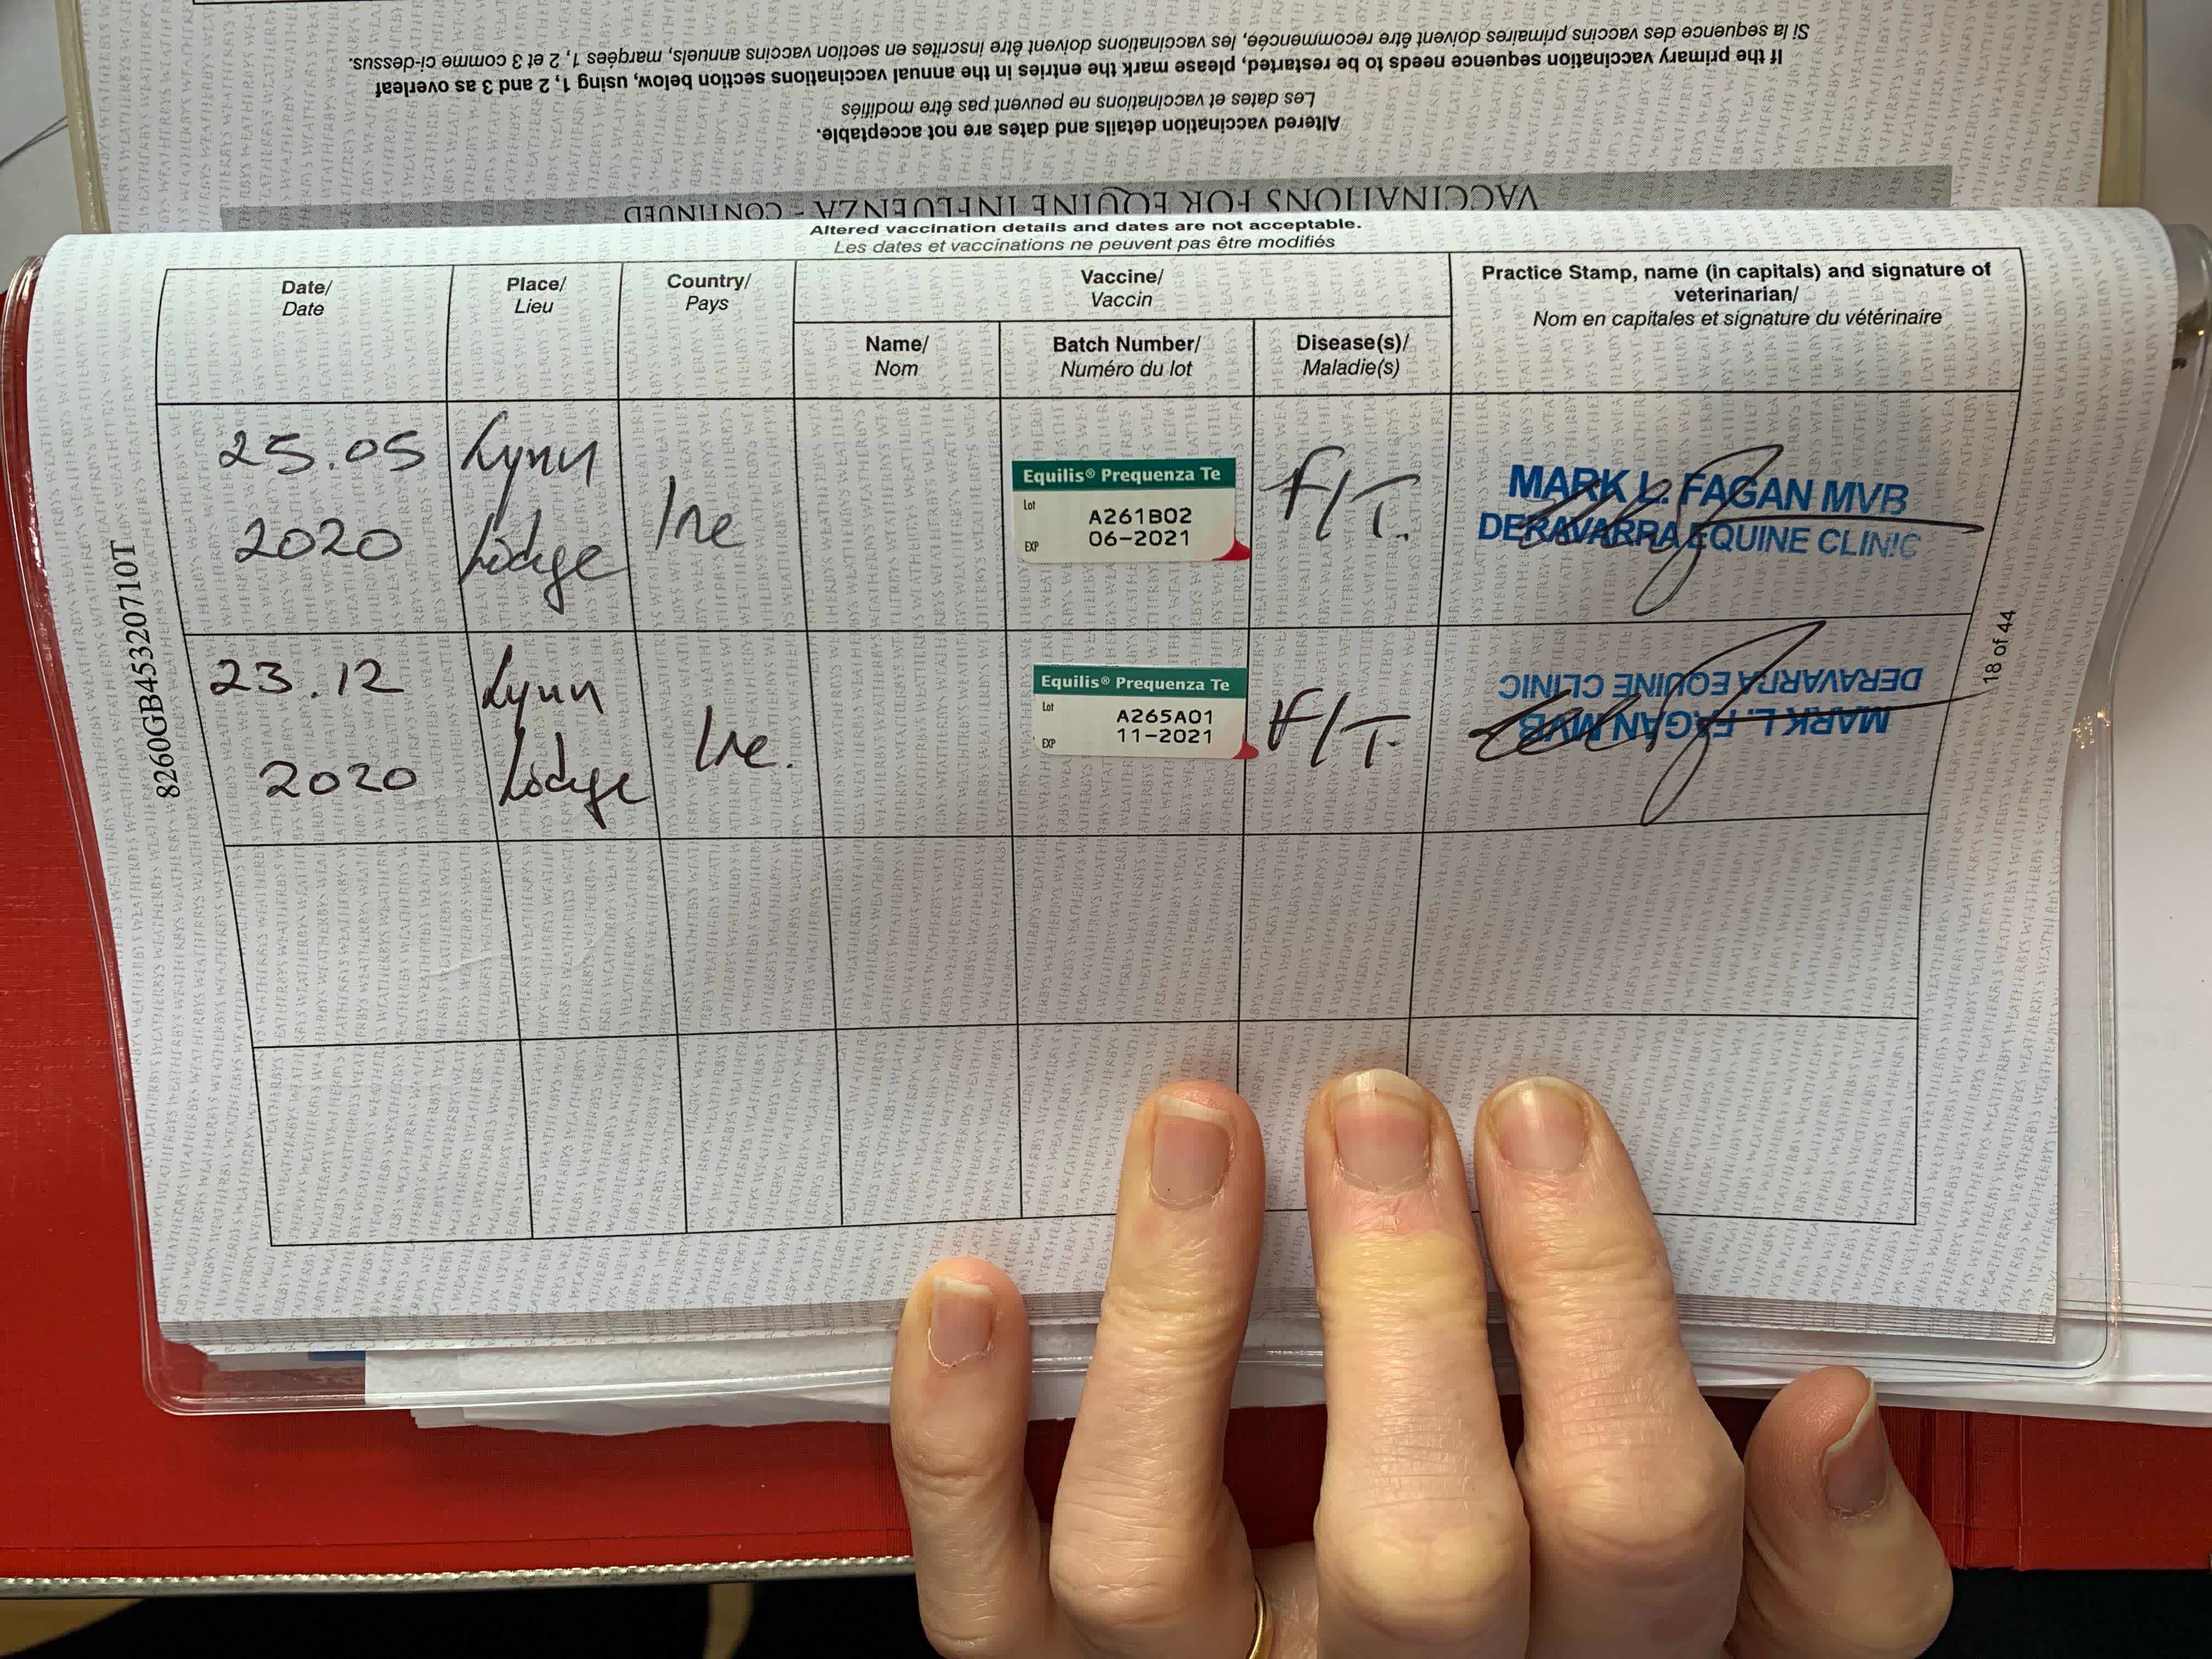 Si la sequence des vaccins primaires doivent être recommencée, les vaccinations doivent être inscrites en section vaccins annuels, marqées 1, 2 et 3 comme ci-dessus.
If the primary vaccination sequence needs to be restarted, please mark the entries in the annual vaccinations section below, using 1, 2 and 3 as overleaf
Les dates et vaccinations ne peuvent pas être modifiés
Altered vaccination details and dates are not acceptable.
VACCINATIONS FOR EQUINE INFLUENZA - CONTINUED
Altered vaccination details and dates are not acceptable.
Les dates et vaccinations ne peuvent pas être modifiés
Date/
Date
Place/
Lieu
Country/
Pays
Vaccine/
Vaccin
Practice Stamp, name (in capitals) and signature of
veterinarian/
Nom en capitales et signature du vétérinaire
Name/
Nom
Batch Number/
Numéro du lot
Disease(s)/
Maladie(s)
25.05
2020
Lynn
Lodge
Ire
Equilis® Prequenza Te
Lot A261B02
EXP 06-2021
F/T.
MARK L. FAGAN MVB
DERAVARRA EQUINE CLINIC
23.12
2020
Lynn
Lodge
Ire.
Equilis® Prequenza Te
Lot A265A01
EXP 11-2021
F/T.
MARK L. FAGAN MVB
DERAVARRA EQUINE CLINIC
8260GB45320710T
18 of 44